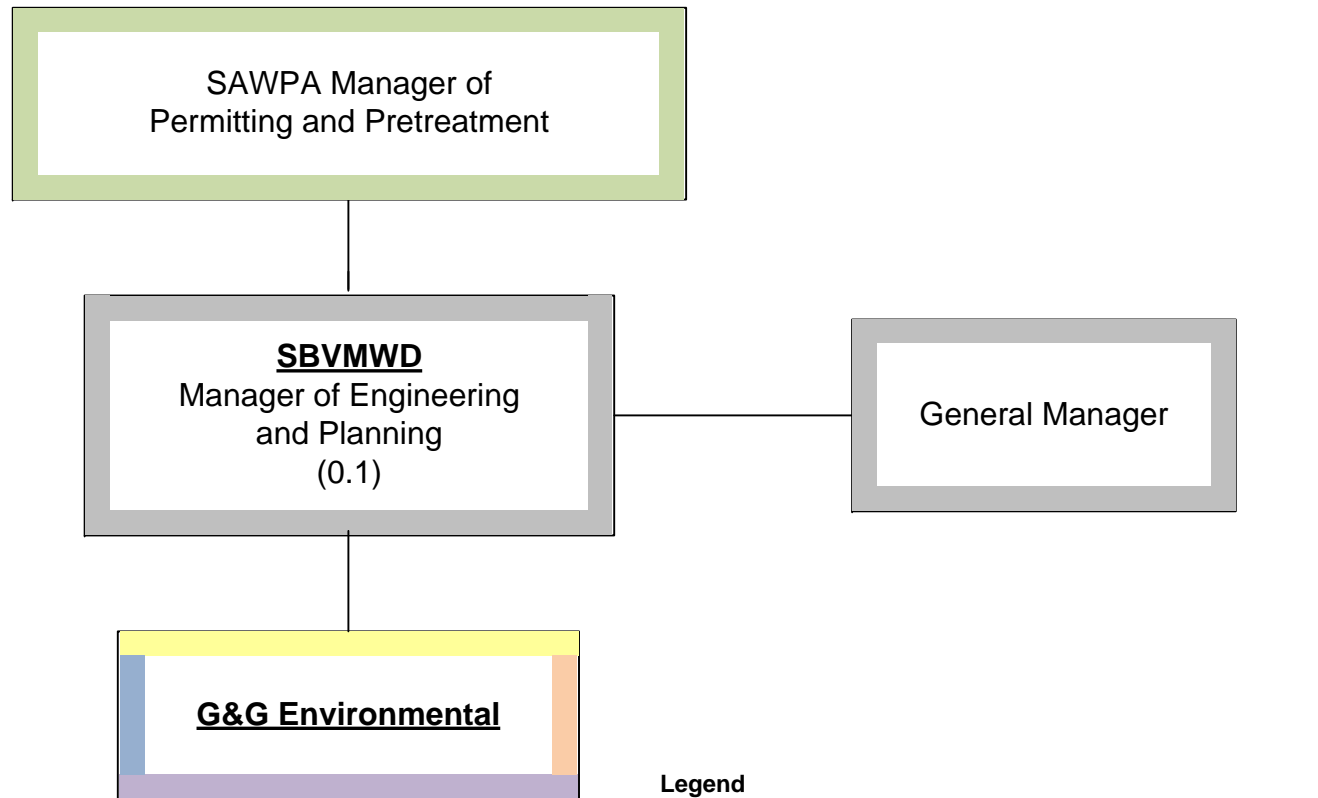 SAWPA Manager of
Permitting and Pretreatment
SBVMWD
Manager of Engineering
and Planning
(0.1)
General Manager
G&G Environmental
Legend